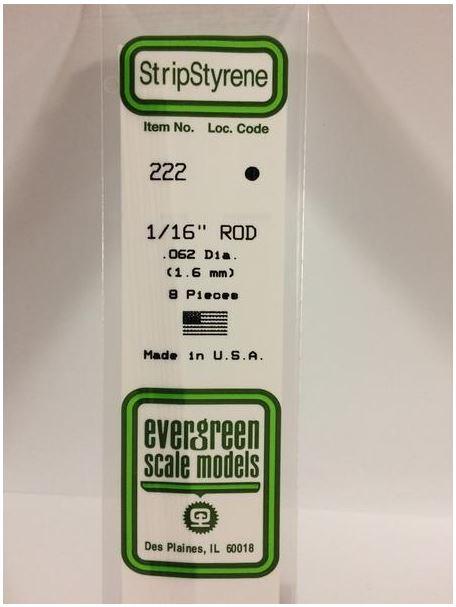 StripStyrene
Item No. Loc. Code
222
1/16" ROD
.062 Dia.
(1.6 mm)
8 Pieces
Made in U.S.A.
evergreen
scale models
Des Plaines, IL 60018